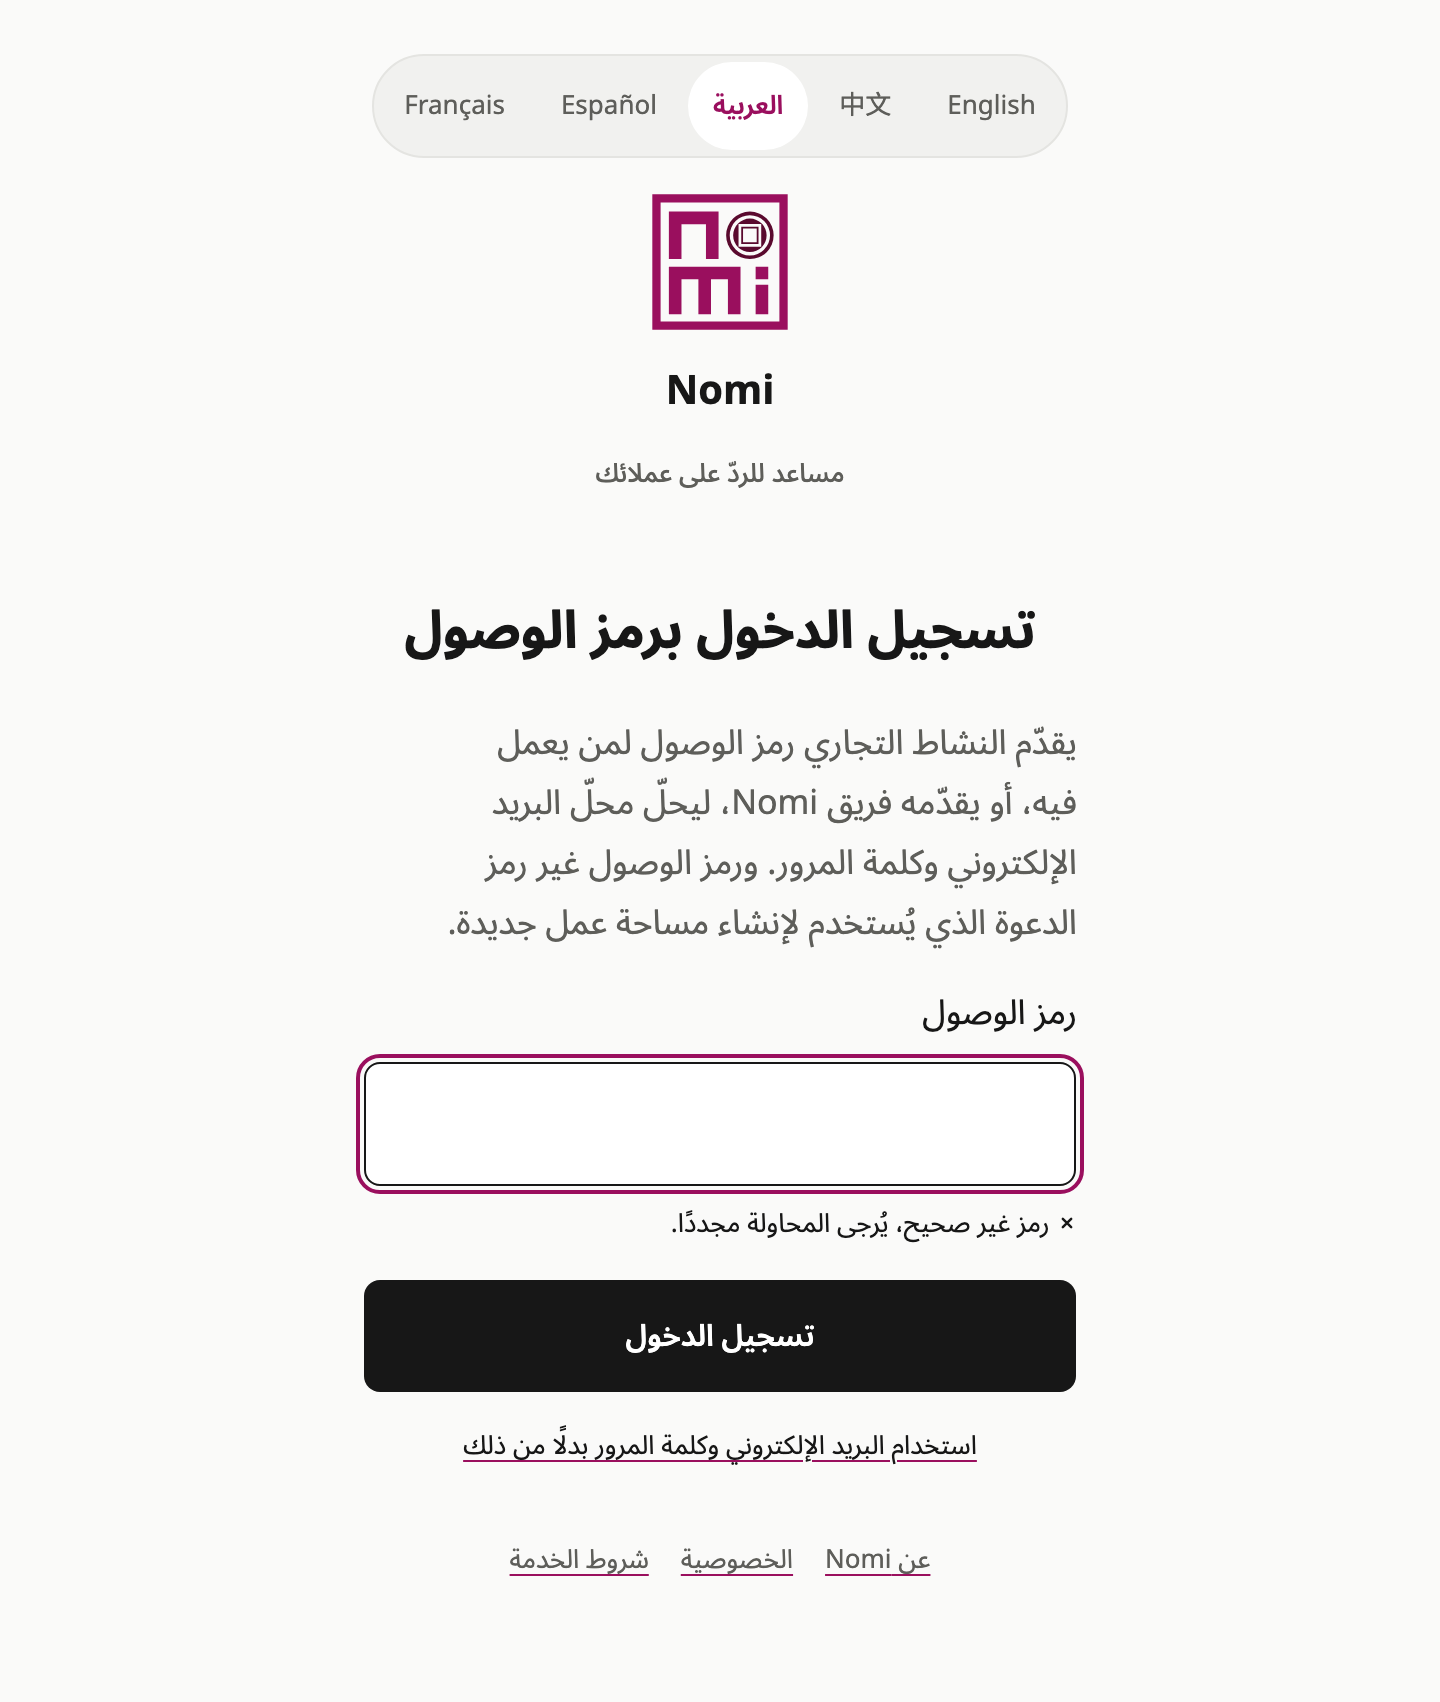 English
中文
العربية
Español
Français
nomi
Nomi
مساعد للردّ على عملائك
تسجيل الدخول برمز الوصول
يقدّم النشاط التجاري رمز الوصول لمن يعمل
فيه، أو يقدّمه فريق Nomi، ليحلّ محلّ البريد
الإلكتروني وكلمة المرور. ورمز الوصول غير رمز
الدعوة الذي يُستخدم لإنشاء مساحة عمل جديدة.
رمز الوصول
× رمز غير صحيح، يُرجى المحاولة مجددًا.
تسجيل الدخول
استخدام البريد الإلكتروني وكلمة المرور بدلًا من ذلك
عن Nomi
الخصوصية
شروط الخدمة